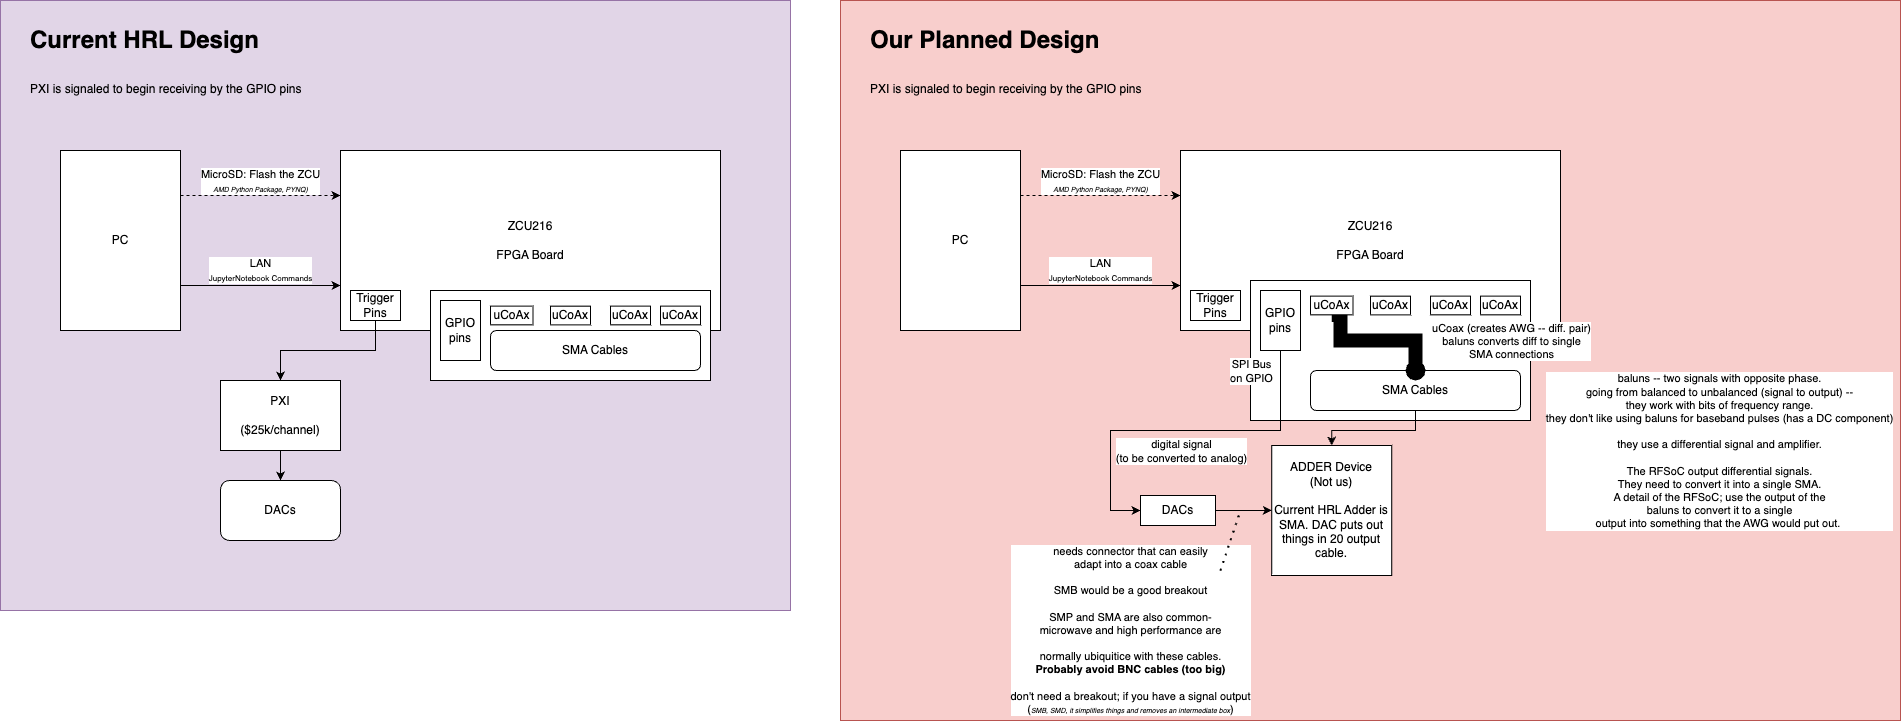 Current HRL Design
PXI is signaled to begin receiving by the GPIO pins
PC
MicroSD: Flash the ZCU
AMD Python Package, PYNQ)
LAN
JupyterNotebook Commands
ZCU216
FPGA Board
Trigger
Pins
GPIO
pins
uCoAx
uCoAx
uCoAx
uCoAx
SMA Cables
PXI
($25k/channel)
DACs
Our Planned Design
PXI is signaled to begin receiving by the GPIO pins
PC
MicroSD: Flash the ZCU
AMD Python Package, PYNQ)
LAN
JupyterNotebook Commands
ZCU216
FPGA Board
Trigger
Pins
GPIO
pins
uCoAx
uCoAx
uCoAx
uCoAx
uCoax (creates AWG -- diff. pair)
baluns converts diff to single
SMA connections
SPI Bus
on GPIO
SMA Cables
baluns -- two signals with opposite phase.
going from balanced to unbalanced (signal to output) --
they work with bits of frequency range.
they don't like using baluns for baseband pulses (has a DC component)
they use a differential signal and amplifier.
The RFSoC output differential signals.
They need to convert it into a single SMA.
A detail of the RFSoC; use the output of the
baluns to convert it to a single
output into something that the AWG would put out.
digital signal
(to be converted to analog)
DACs
ADDER Device
(Not us)
Current HRL Adder is
SMA. DAC puts out
things in 20 output
cable.
needs connector that can easily
adapt into a coax cable
SMB would be a good breakout
SMP and SMA are also common-
microwave and high performance are
normally ubiquitice with these cables.
Probably avoid BNC cables (too big)
don't need a breakout; if you have a signal output
(SMB, SMD, it simplifies things and removes an intermediate box)